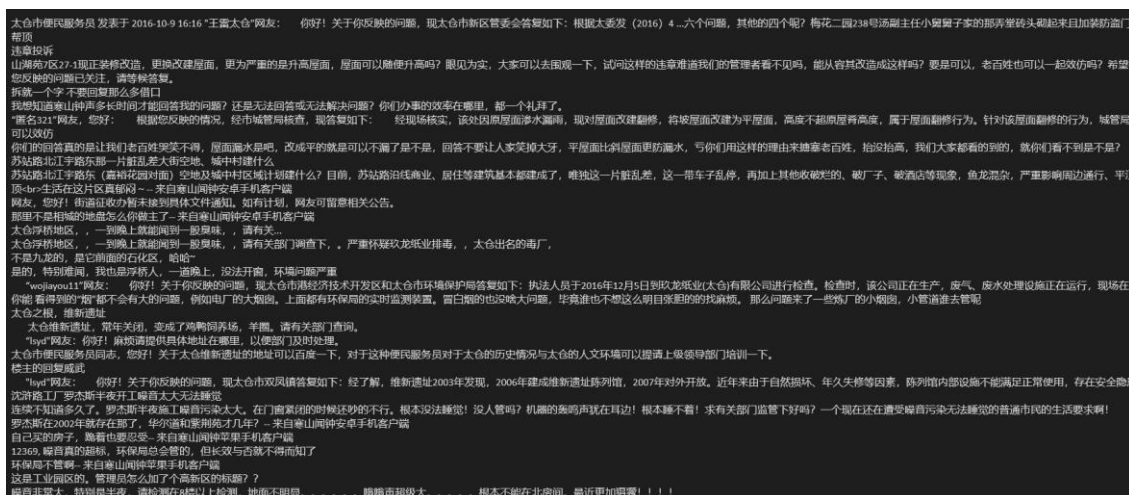 太仓市便民服务员 发表于 2016-10-9 16:16 "王雷太仓"网友： 你好！关于你反映的问题，现太仓市新区管委会答复如下：根据太委发（2016）4 ...六个问题，其他的四个呢？梅花二园238号汤副主任小舅舅子家的那弄堂砖头砌起来且加装防盗门
帮顶
违章投诉
山湖苑7区27-1现正装修改造，更换改建屋面，更为严重的是升高屋面，屋面可以随便升高吗？眼见为实，大家可以去围观一下，试问这样的违章难道我们的管理者看不见吗，能从容其改造成这样吗？要是可以，老百姓也可以一起效仿吗？希望
您反映的问题已关注，请等候答复。
拆就一个字 不要回复那么多借口
我想知道寒山钟声多长时间才能回答我的问题？还是无法回答或无法解决问题？你们办事的效率在哪里，都一个礼拜了。
"匿名321"网友，您好： 根据您反映的情况，经市城管局核查，现答复如下： 经现场核实，该处因原屋面渗水漏雨，现对屋面改建翻修，将坡屋面改建为平屋面，高度不超原屋脊高度，属于屋面翻修行为。针对该屋面翻修的行为，城管局
可以效仿
你们的回答真的是让我们老百姓哭笑不得，屋面漏水是吧，改成平的就是可以不漏了是不是，回答不要让人家笑掉大牙，平屋面比斜屋面更防漏水，亏你们用这样的理由来搪塞老百姓，抬没抬高，我们大家都看的到的，就你们看不到是不是？
苏站路北江宇路东那一片脏乱差大街空地、城中村建什么
苏站路北江宇路东（嘉裕花园对面）空地及城中村区域计划建什么？目前，苏站路沿线商业、居住等建筑基本都建成了，唯独这一片脏乱差，这一带车子乱停，再加上其他收破烂的、破厂子、破酒店等现象，鱼龙混杂，严重影响周边通行、平江
顶<br>生活在这片区真郁闷～-- 来自寒山闻钟安卓手机客户端
网友，您好！街道征收办暂未接到具体文件通知。如有计划，网友可留意相关公告。
那里不是相城的地盘怎么你做主了-- 来自寒山闻钟安卓手机客户端
太仓浮桥地区，，一到晚上就能闻到一股臭味，，请有关...
太仓浮桥地区，，一到晚上就能闻到一股臭味，，请有关部门调查下，。严重怀疑玖龙纸业排毒，，太仓出名的毒厂，
不是九龙的，是它前面的石化区，哈哈~
是的，特别难闻，我也是浮桥人，一道晚上，没法开窗，环境问题严重
"wojiayou11"网友： 你好！关于你反映的问题，现太仓市港经济技术开发区和太仓市环境保护局答复如下：执法人员于2016年12月5日到玖龙纸业(太仓)有限公司进行检查。检查时，该公司正在生产，废气、废水处理设施正在运行，现场在
你能 看得到的"烟"都不会有大的问题，例如电厂的大烟囱。上面都有环保局的实时监测装置。冒白烟的也没啥大问题，毕竟谁也不想这么明目张胆的的找麻烦。 那么问题来了一些炼厂的小烟囱，小管道谁去管呢
太仓之根，维新遗址
太仓维新遗址，常年关闭，变成了鸡鸭饲养场，羊圈。请有关部门查询。
"lsyd"网友：你好！麻烦请提供具体地址在哪里，以便部门及时处理。
太仓市便民服务员同志，您好！关于太仓维新遗址的地址可以百度一下，对于这种便民服务员对于太仓的历史情况与太仓的人文环境可以提请上级领导部门培训一下。
楼主的回复威武
"lsyd"网友： 你好！关于你反映的问题，现太仓市双凤镇答复如下：经了解，维新遗址2003年发现，2006年建成维新遗址陈列馆，2007年对外开放。近年来由于自然损坏、年久失修等因素，陈列馆内部设施不能满足正常使用，存在安全隐
沈浒路工厂罗杰斯半夜开工噪音太大无法睡觉
连续不知道多久了。罗杰斯半夜施工噪音污染太大。在门窗紧闭的时候还吵的不行。根本没法睡觉！没人管吗？机器的轰鸣声犹在耳边！根本睡不着！求有关部门监管下好吗？一个现在还在遭受噪音污染无法睡觉的普通市民的生活要求啊！
罗杰斯在2002年就存在那了，华尔道和紫荆苑才几年？-- 来自寒山闻钟安卓手机客户端
自己买的房子，跪着也要忍受-- 来自寒山闻钟苹果手机客户端
12369, 噪音真的超标，环保局总会管的，但长效与否就不得而知了
环保局不管啊-- 来自寒山闻钟苹果手机客户端
这是工业园区的。管理员怎么加了个高新区的标题？？
噪音非常大，特别是半夜，请检测在8楼以上检测，地面不明显、、、、、嗡嗡声超级大、、、、、根本不能在北房间，最近更加猖獗！！！！